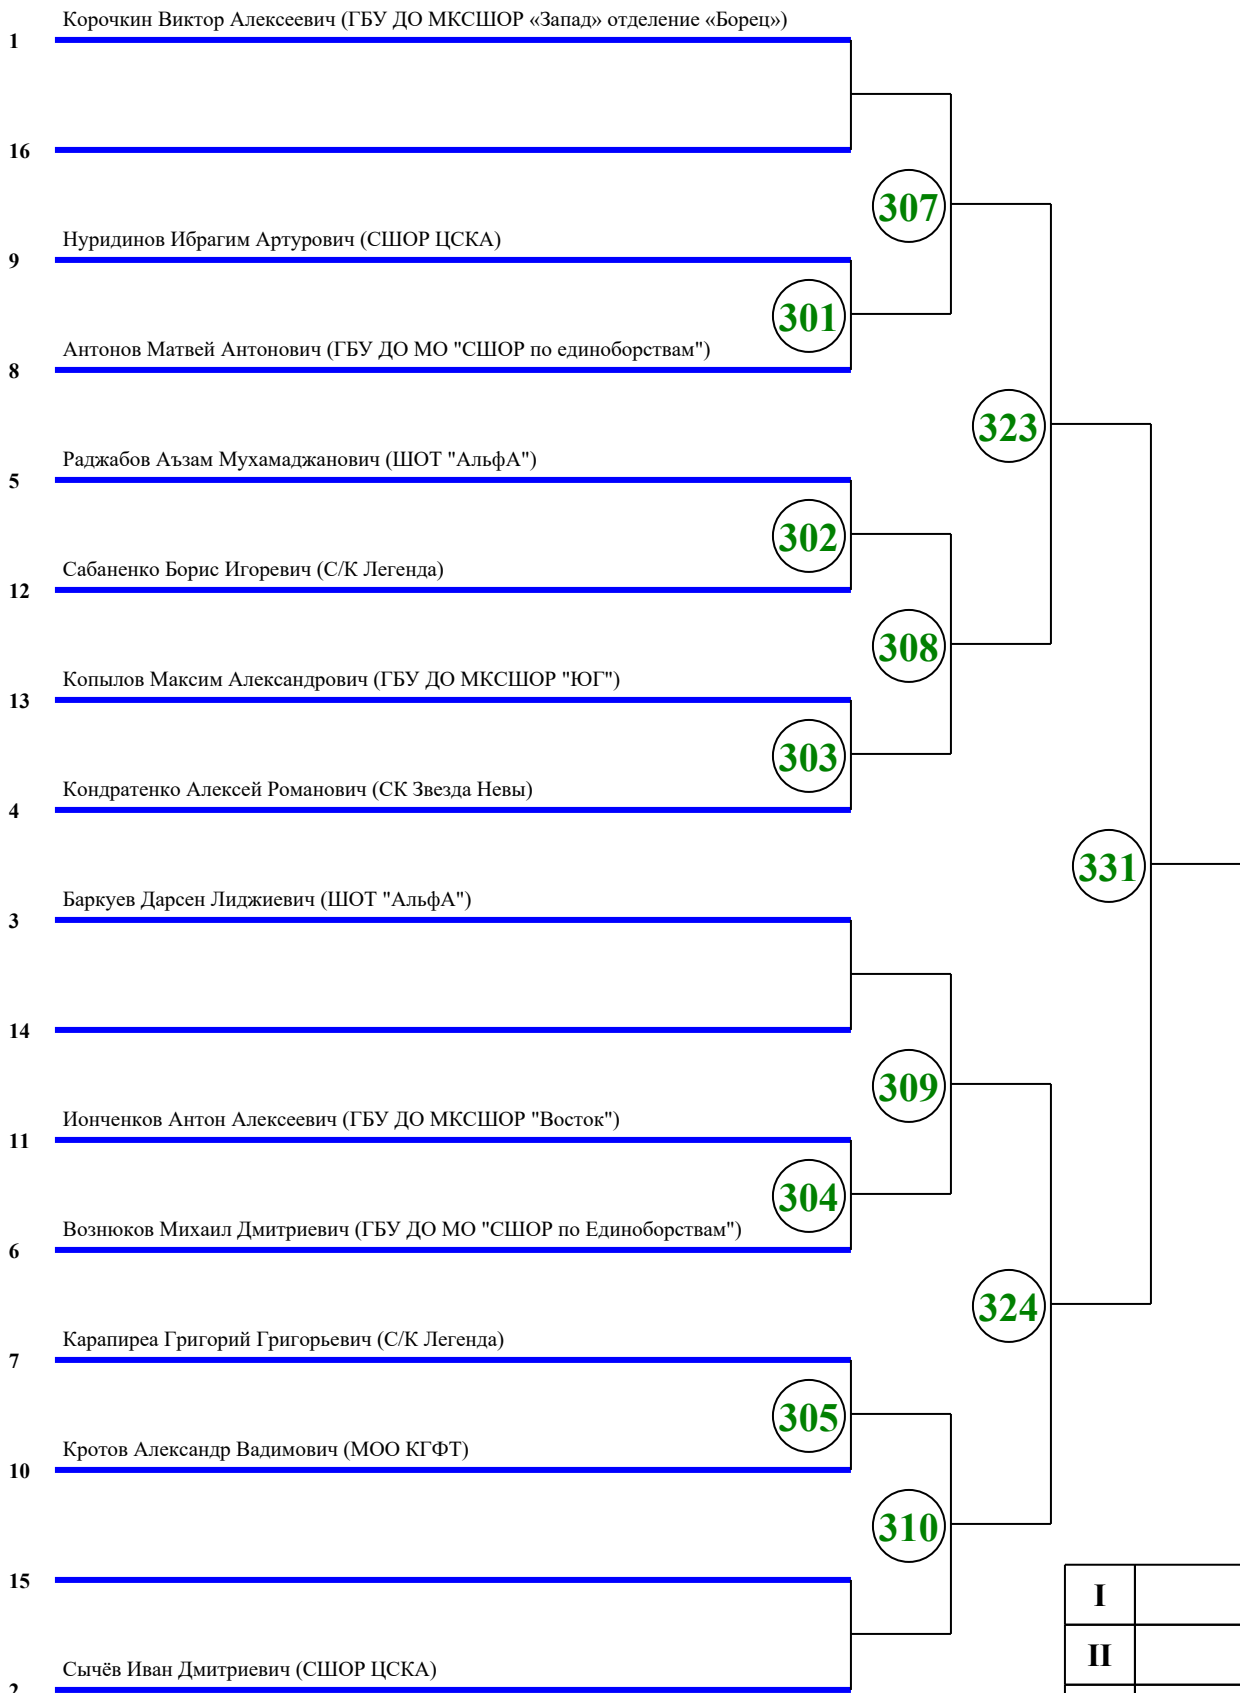 Корочкин Виктор Алексеевич (ГБУ ДО МКСШОР «Запад» отделение «Борец»)
1
16
307
Нуридинов Ибрагим Артурович (СШОР ЦСКА)
9
301
Антонов Матвей Антонович (ГБУ ДО МО "СШОР по единоборствам")
8
323
Раджабов Аъзам Мухамаджанович (ШОТ "АльфА")
5
302
Сабаненко Борис Игоревич (С/К Легенда)
12
308
Копылов Максим Александрович (ГБУ ДО МКСШОР "ЮГ")
13
303
Кондратенко Алексей Романович (СК Звезда Невы)
4
331
Баркуев Дарсен Лиджиевич (ШОТ "АльфА")
3
14
309
Ионченков Антон Алексеевич (ГБУ ДО МКСШОР "Восток")
11
304
Вознюков Михаил Дмитриевич (ГБУ ДО МО "СШОР по Единоборствам")
6
324
Карапиреа Григорий Григорьевич (С/К Легенда)
7
305
Кротов Александр Вадимович (МОО КГФТ)
10
310
15
I
II
Сычёв Иван Дмитриевич (СШОР ЦСКА)
2